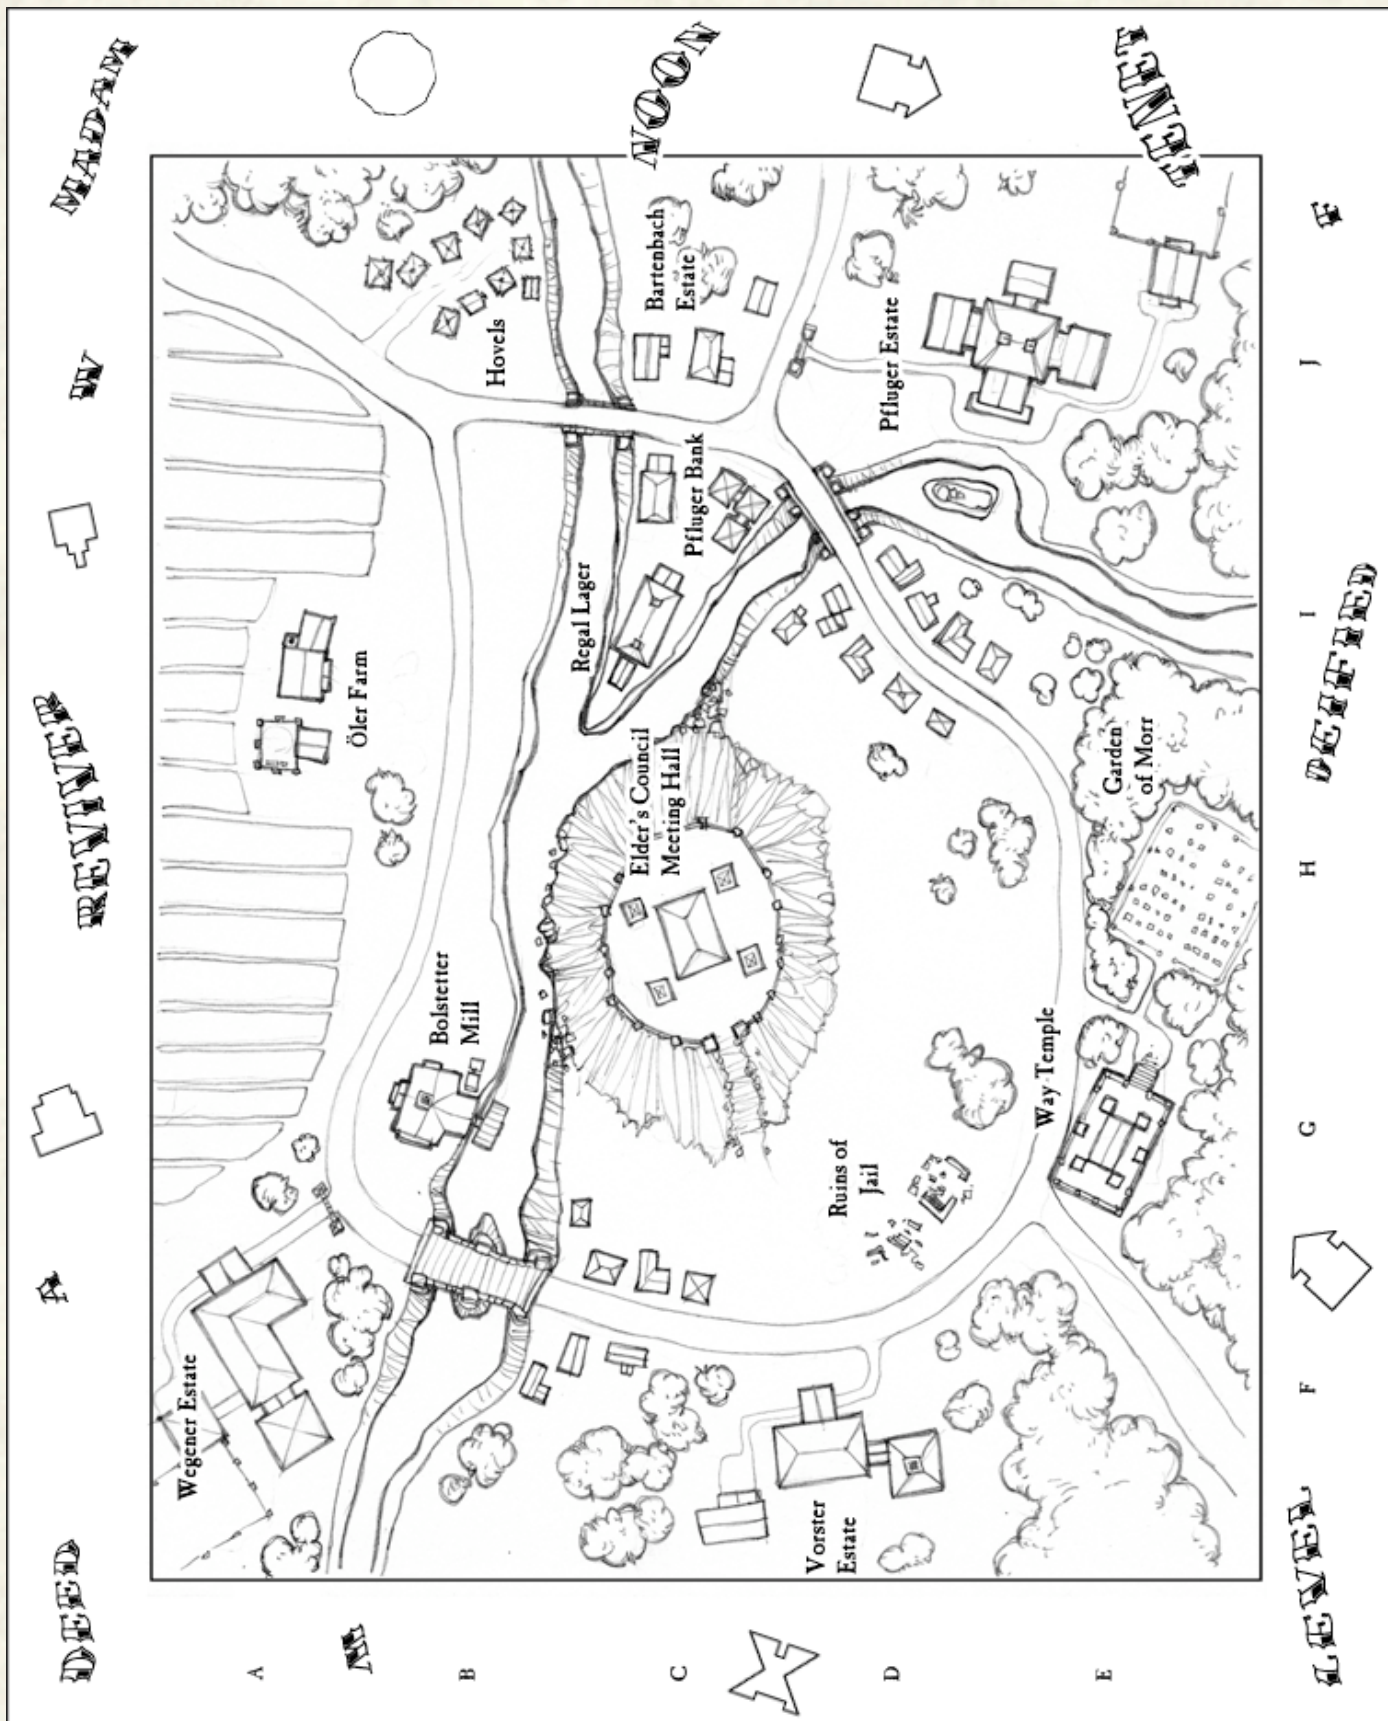 DEED
A
REVIVER
W
MADAM
A
Wegener Estate
M
Öler Farm
B
Bolstetter
Mill
Hovels
Regal Lager
NOON
C
Elder's Council
Meeting Hall
Pfluger Bank
Bartenbach
Estate
Vorster
Estate
Ruins of
Jail
D
Pfluger Estate
Way Temple
E
Garden
of Morr
TENET
F
G
H
I
J
LEVEL
DEIFIED
F